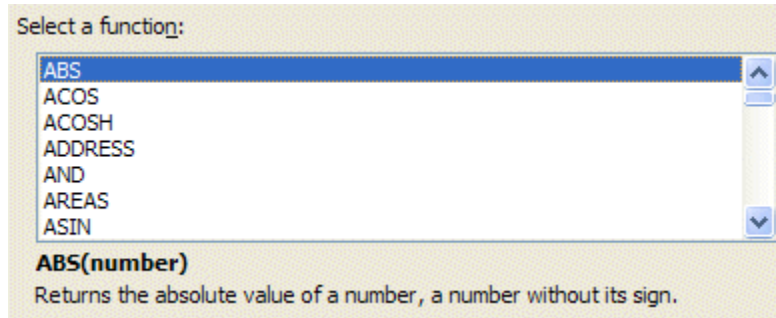 Select a function:
ABS
ACOS
ACOSH
ADDRESS
AND
AREAS
ASIN
ABS(number)
Returns the absolute value of a number, a number without its sign.